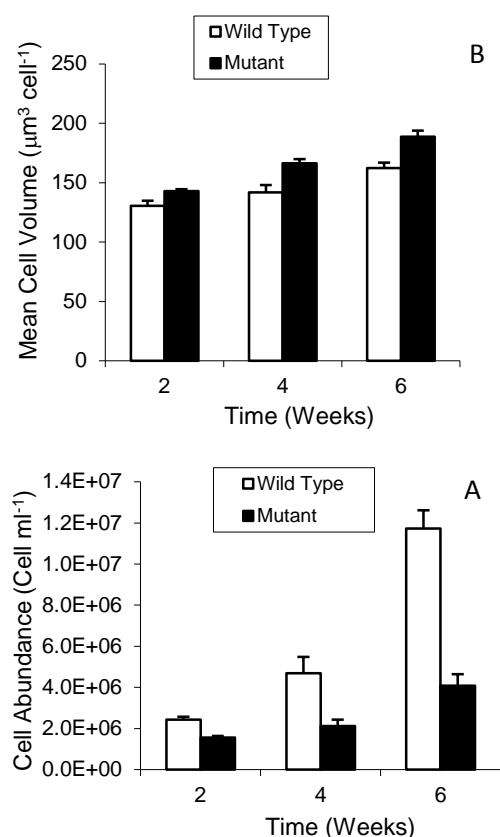 Wild Type
Mutant
B
Mean Cell Volume (μm³ cell⁻¹)
250
200
150
100
50
0
2 4 6
Time (Weeks)
A
Wild Type
Mutant
Cell Abundance (Cell ml⁻¹)
1.4E+07
1.2E+07
1.0E+07
8.0E+06
6.0E+06
4.0E+06
2.0E+06
0.0E+00
2 4 6
Time (Weeks)